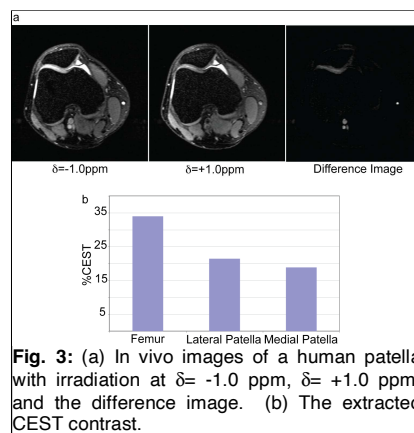 a
δ=-1.0ppm δ=+1.0ppm Difference Image
b
35
25
15
5
%CEST
Femur Lateral Patella Medial Patella
Fig. 3: (a) In vivo images of a human patella
with irradiation at δ= -1.0 ppm, δ= +1.0 ppm
and the difference image. (b) The extracted
CEST contrast.